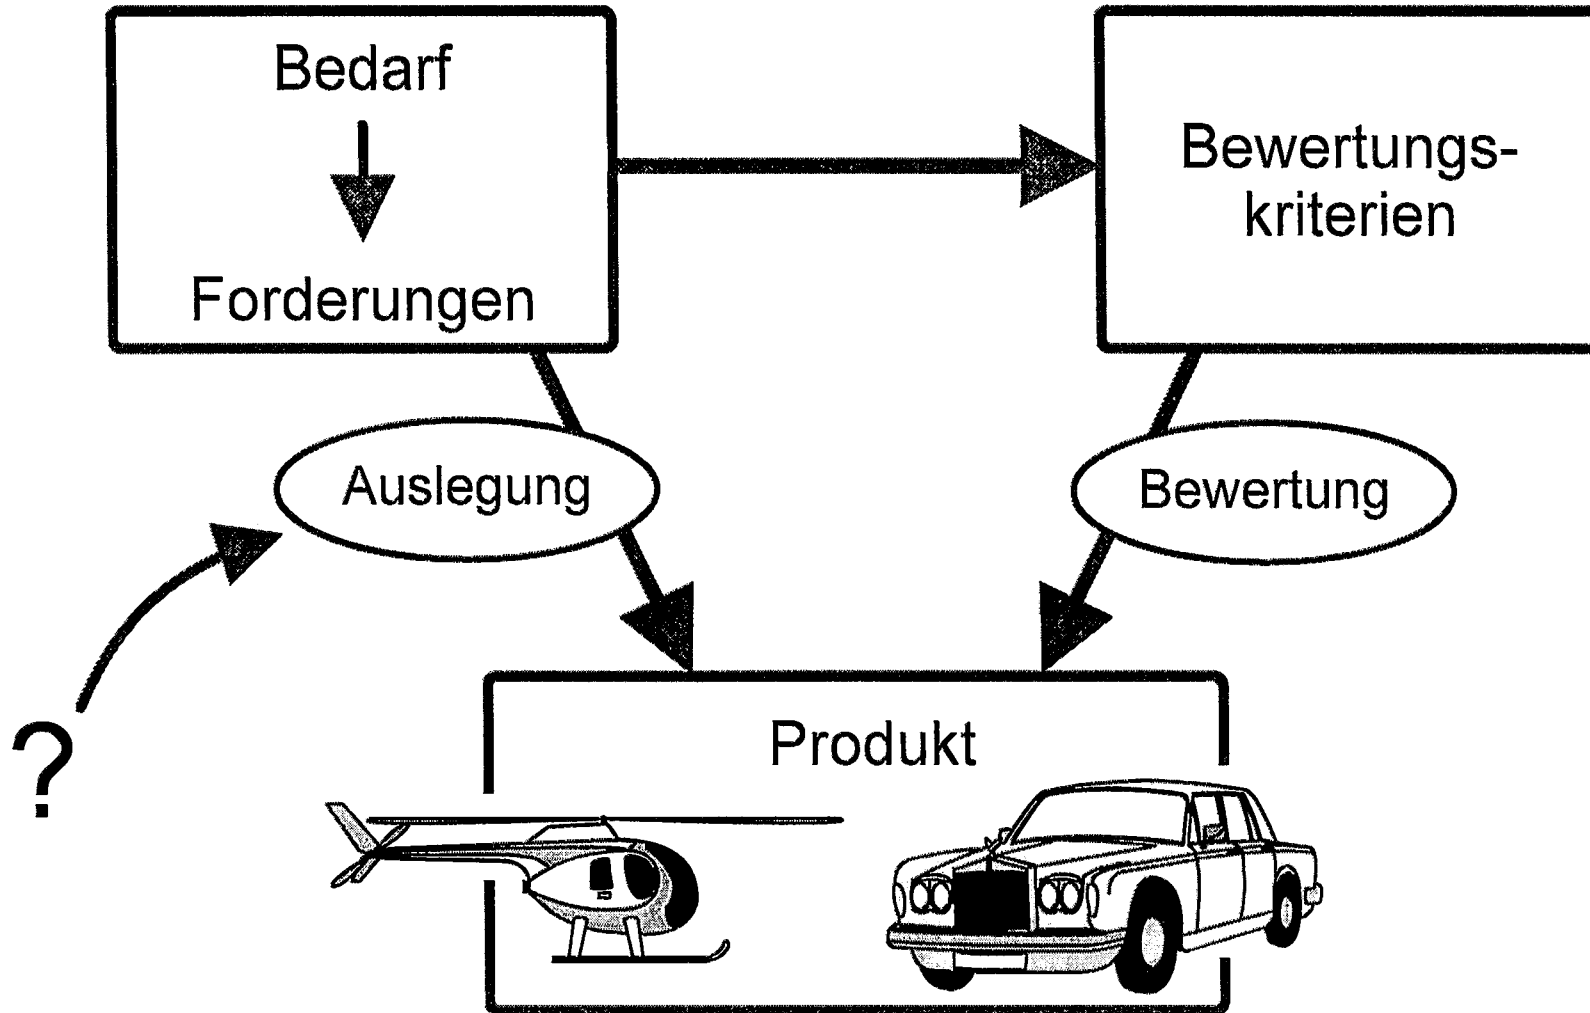 Bedarf
Forderungen
Bewertungs-
kriterien
Auslegung
Bewertung
?
Produkt